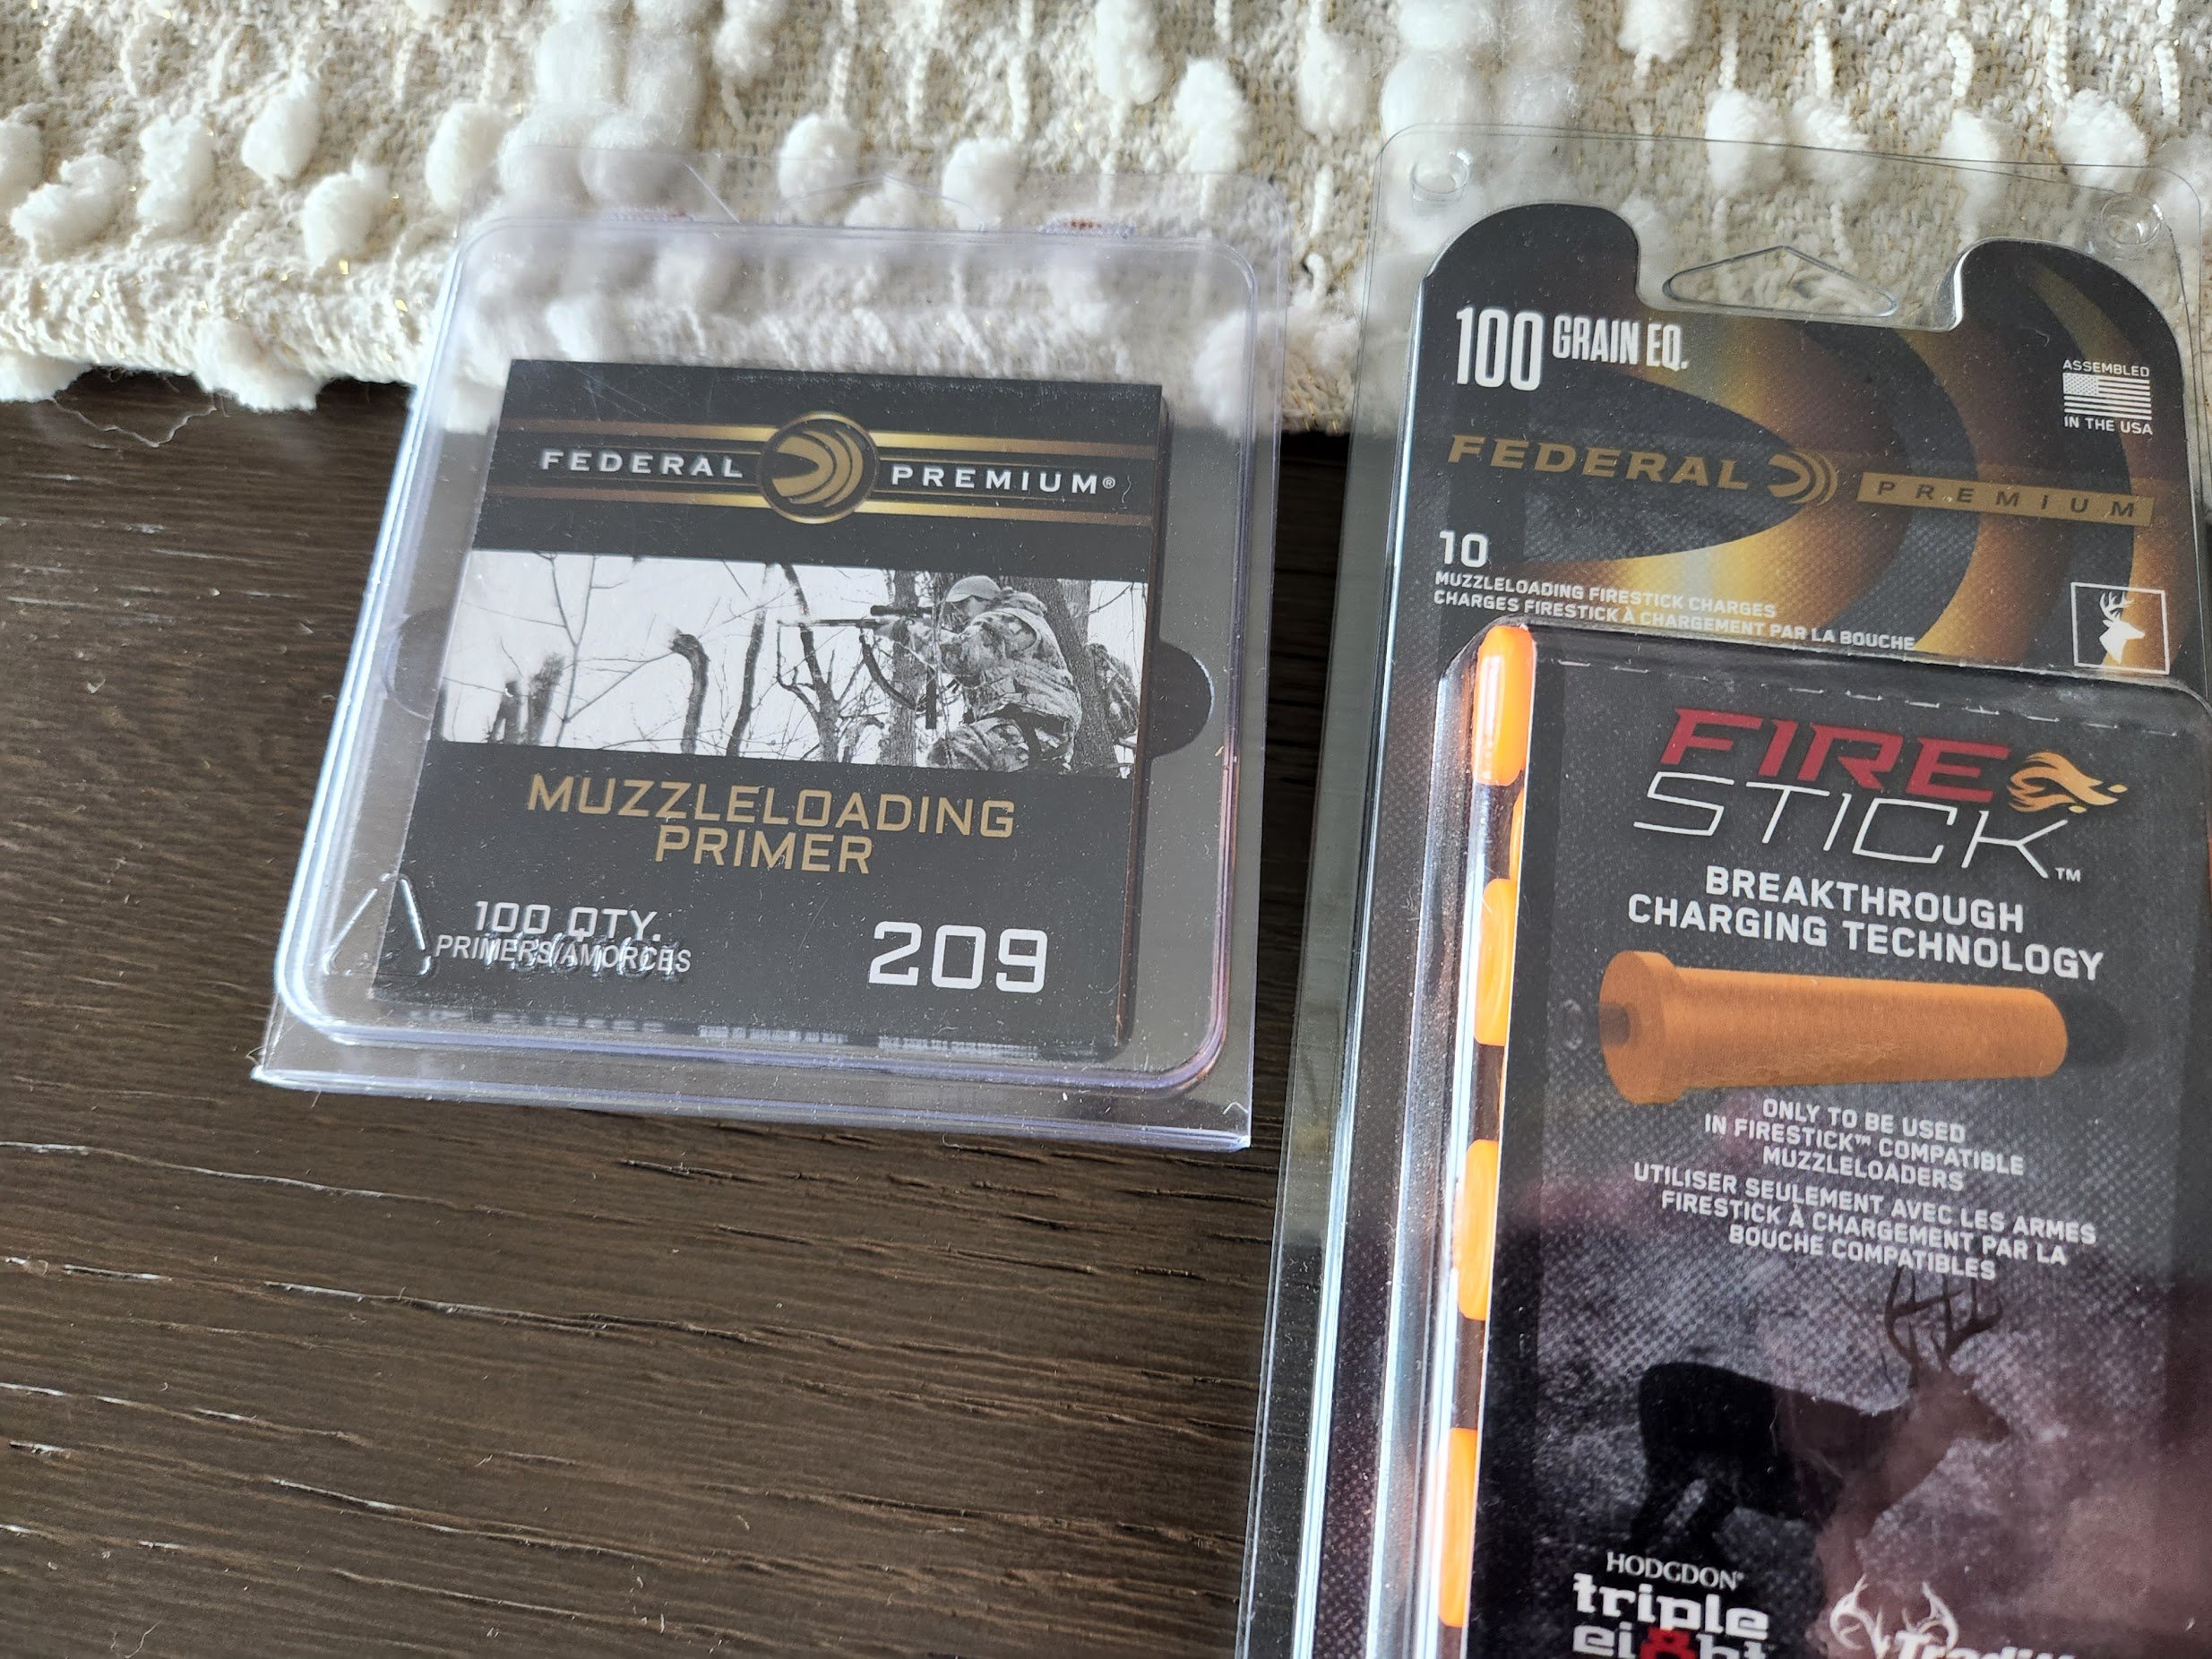 FEDERAL PREMIUM®
MUZZLELOADING
PRIMER
100 QTY.
PRIMERS/AMORCES
209
100 GRAIN EQ.
ASSEMBLED
IN THE USA
FEDERAL PREMIUM
10
MUZZLELOADING FIRESTICK CHARGES
CHARGES FIRESTICK À CHARGEMENT PAR LA BOUCHE
FIRE
STICK™
BREAKTHROUGH
CHARGING TECHNOLOGY
ONLY TO BE USED
IN FIRESTICK™ COMPATIBLE
MUZZLELOADERS
UTILISER SEULEMENT AVEC LES ARMES
FIRESTICK À CHARGEMENT PAR LA
BOUCHE COMPATIBLES
HODGDON®
triple
ei8ht